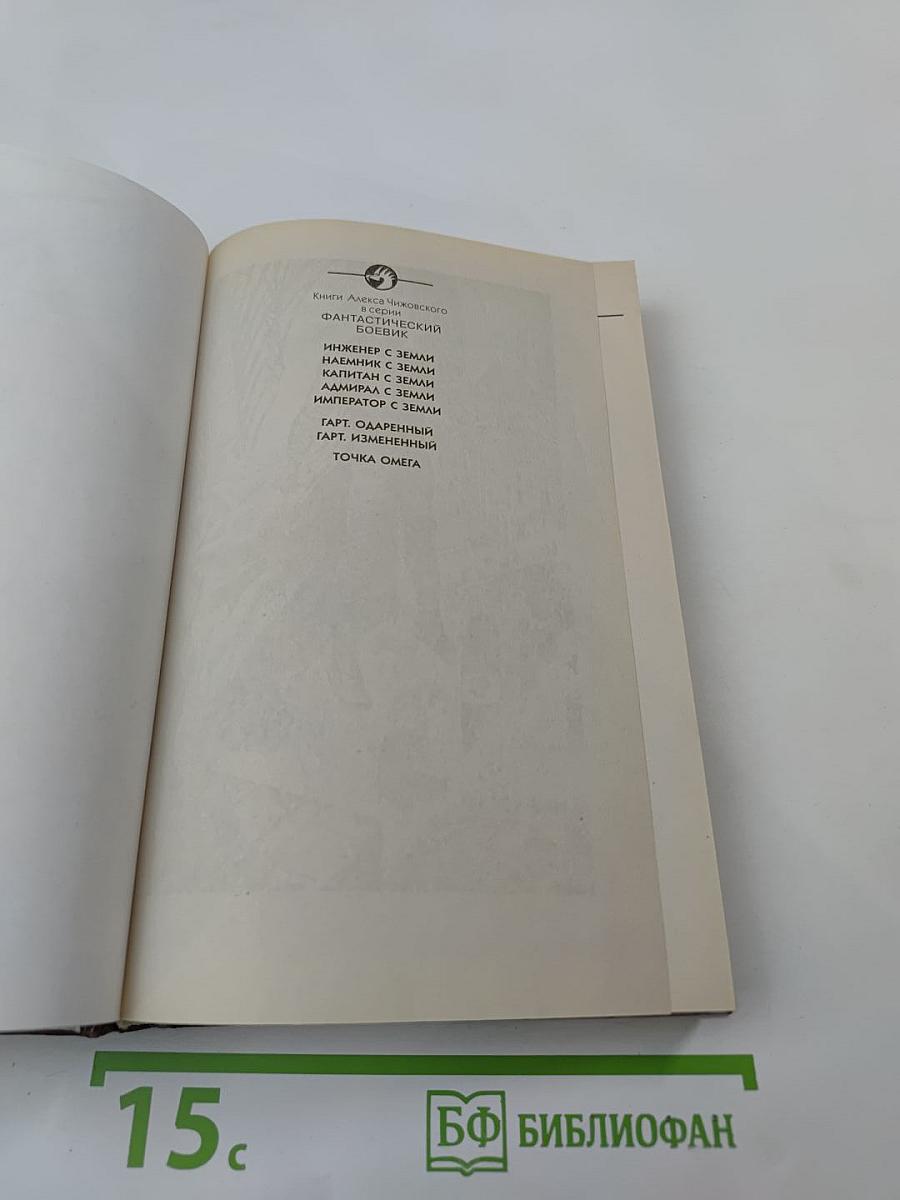 Книги Алекса Чижовского
в серии
ФАНТАСТИЧЕСКИЙ
БОЕВИК
ИНЖЕНЕР С ЗЕМЛИ
НАЕМНИК С ЗЕМЛИ
КАПИТАН С ЗЕМЛИ
АДМИРАЛ С ЗЕМЛИ
ИМПЕРАТОР С ЗЕМЛИ
ГАРТ. ОДАРЕННЫЙ
ГАРТ. ИЗМЕНЕННЫЙ
ТОЧКА ОМЕГА
15 с
БФ БИБЛИОФАН